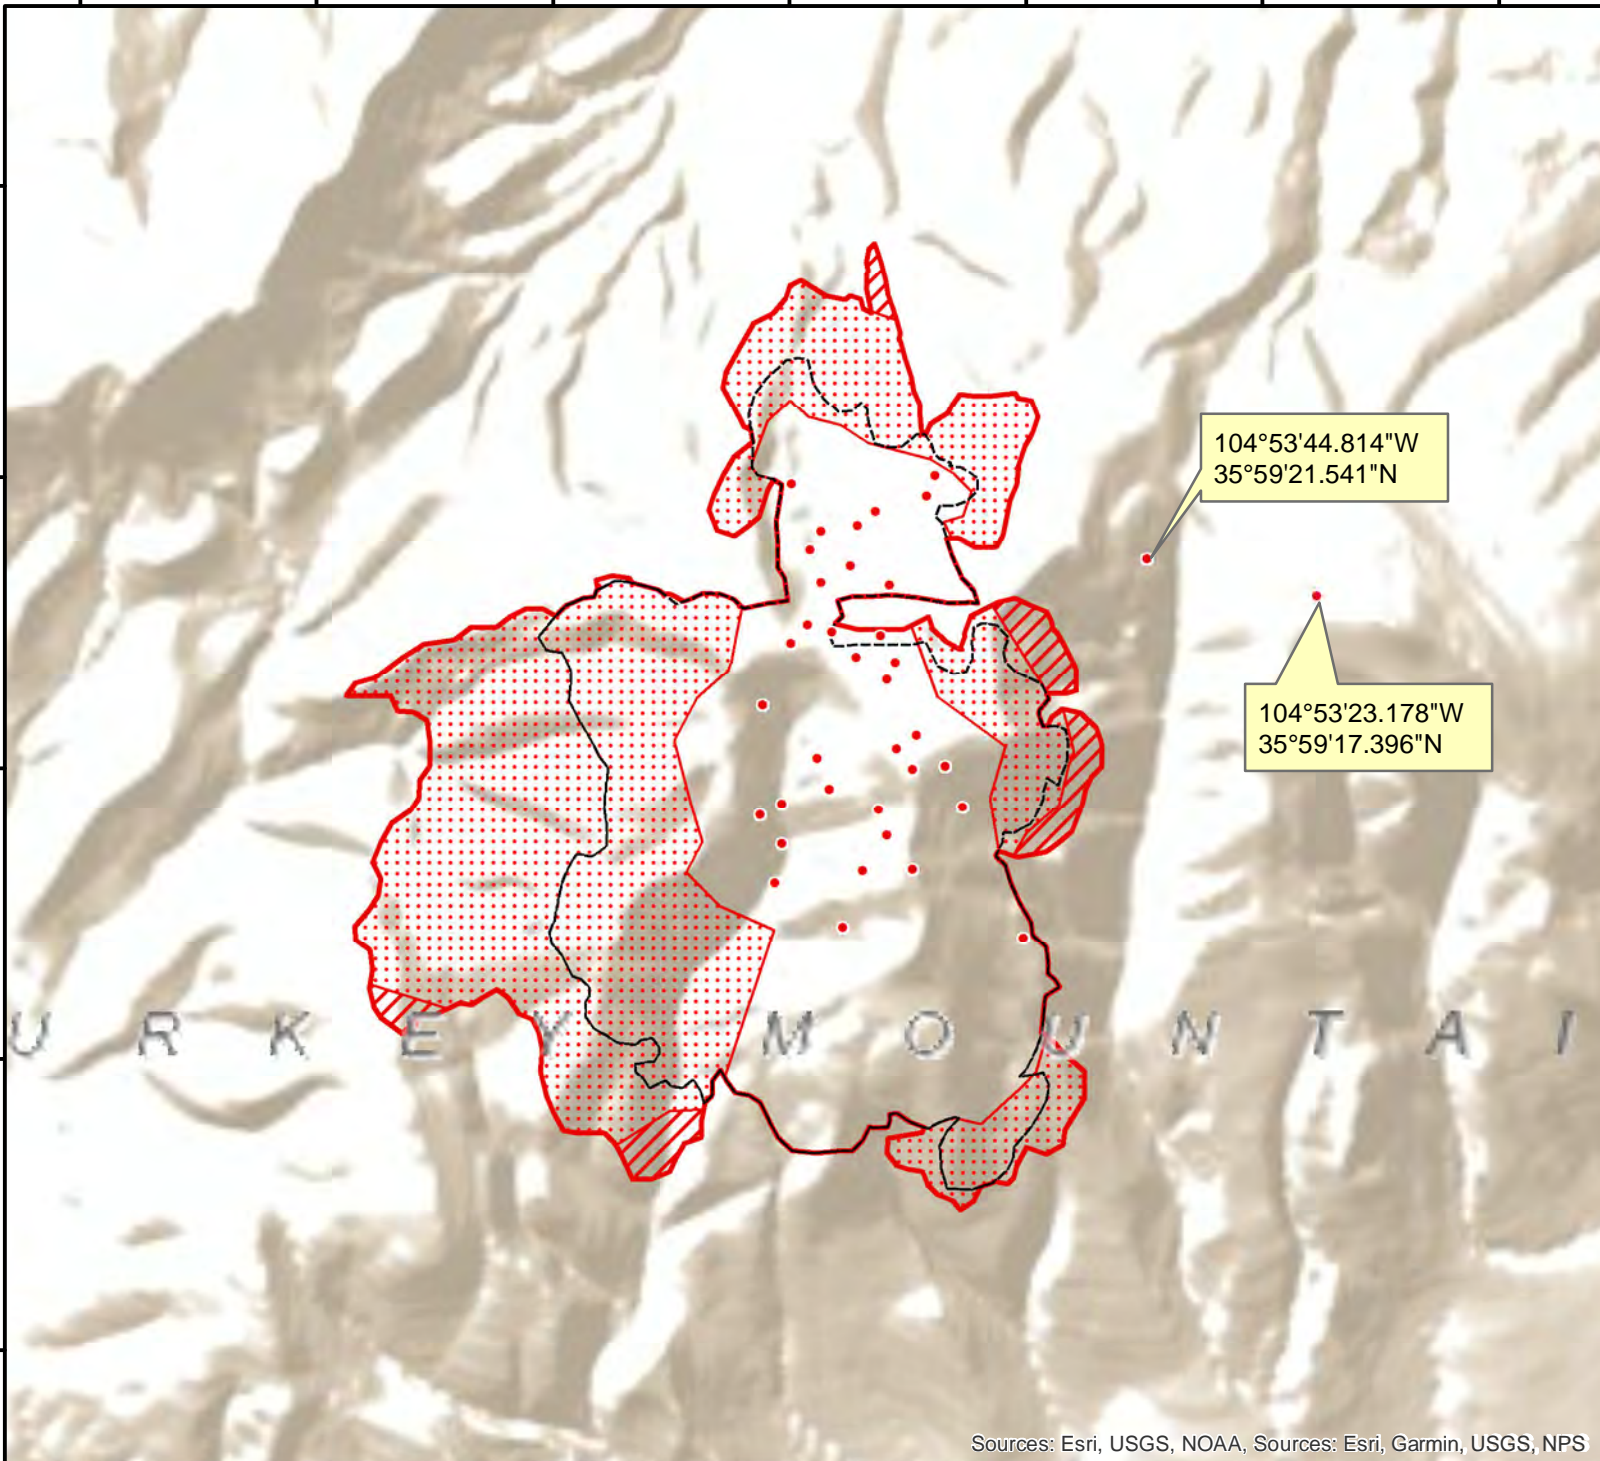 104°53'44.814"W
35°59'21.541"N
104°53'23.178"W
35°59'17.396"N
U R K E Y M O U N T A I
Sources: Esri, USGS, NOAA, Sources: Esri, Garmin, USGS, NPS